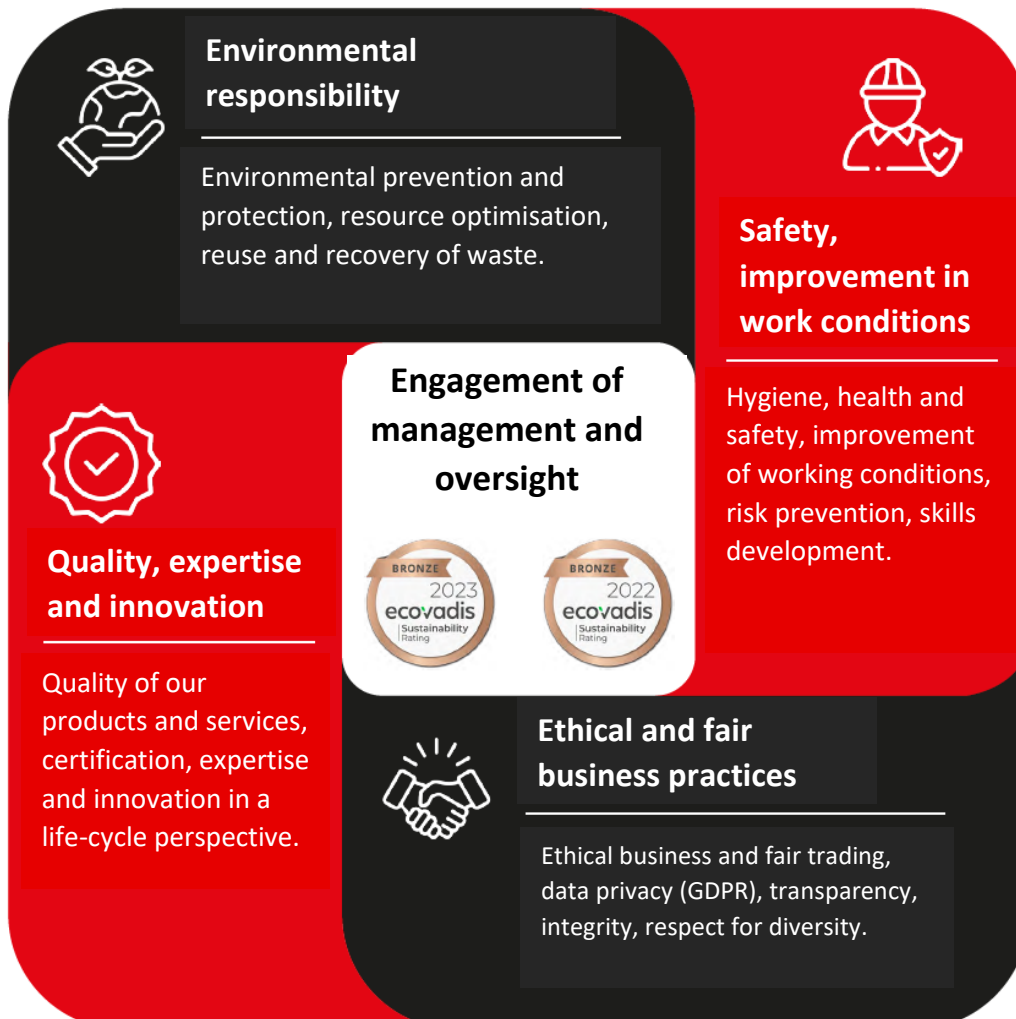 Environmental
responsibility
Environmental prevention and
protection, resource optimisation,
reuse and recovery of waste.
Safety,
improvement in
work conditions
Hygiene, health and
safety, improvement
of working conditions,
risk prevention, skills
development.
Engagement of
management and
oversight
BRONZE
2023
ecovadis
Sustainability
Rating
BRONZE
2022
ecovadis
Sustainability
Rating
Quality, expertise
and innovation
Quality of our
products and services,
certification, expertise
and innovation in a
life-cycle perspective.
Ethical and fair
business practices
Ethical business and fair trading,
data privacy (GDPR), transparency,
integrity, respect for diversity.